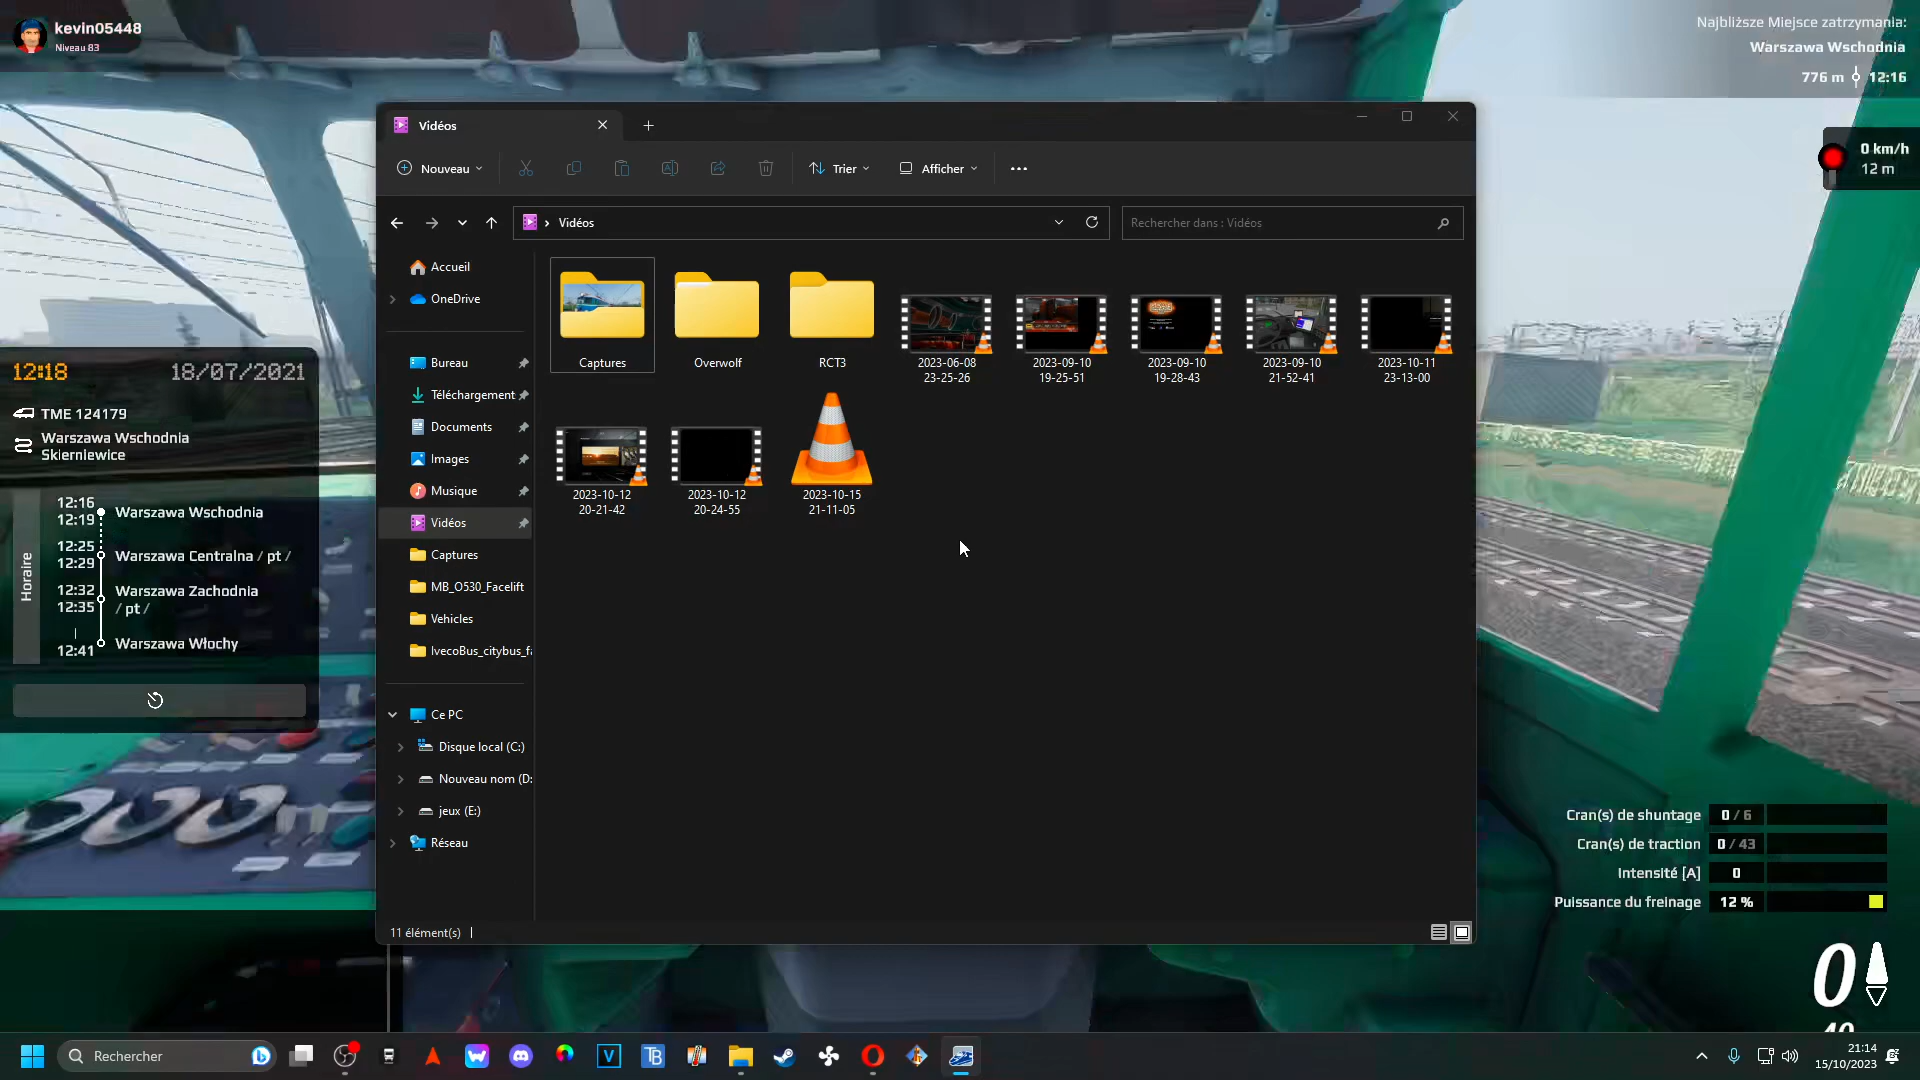 kevin05448
Niveau 83
Najbliższe Miejsce zatrzymania:
Warszawa Wschodnia
776 m 12:16
0 km/h
12 m
Vidéos
Nouveau
Trier
Afficher
Vidéos
Rechercher dans : Vidéos
Accueil
OneDrive
Bureau
Téléchargement
Documents
Images
Musique
Vidéos
Captures
MB_O530_Facelift
Vehicles
IvecoBus_citybus_f
Ce PC
Disque local (C:)
Nouveau nom (D:
jeux (E:)
Réseau
Captures
Overwolf
RCT3
2023-06-08
23-25-26
2023-09-10
19-25-51
2023-09-10
19-28-43
2023-09-10
21-52-41
2023-10-11
23-13-00
2023-10-12
20-21-42
2023-10-12
20-24-55
2023-10-15
21-11-05
11 élément(s)
12:18 18/07/2021
TME 124179
Warszawa Wschodnia
Skierniewice
Horaire
12:16
12:19
Warszawa Wschodnia
12:25
12:29
Warszawa Centralna / pt /
12:32
12:35
Warszawa Zachodnia
/ pt /
12:41
Warszawa Włochy
Cran(s) de shuntage 0 / 6
Cran(s) de traction 0 / 43
Intensité [A] 0
Puissance du freinage 12 %
0
Rechercher
21:14
15/10/2023